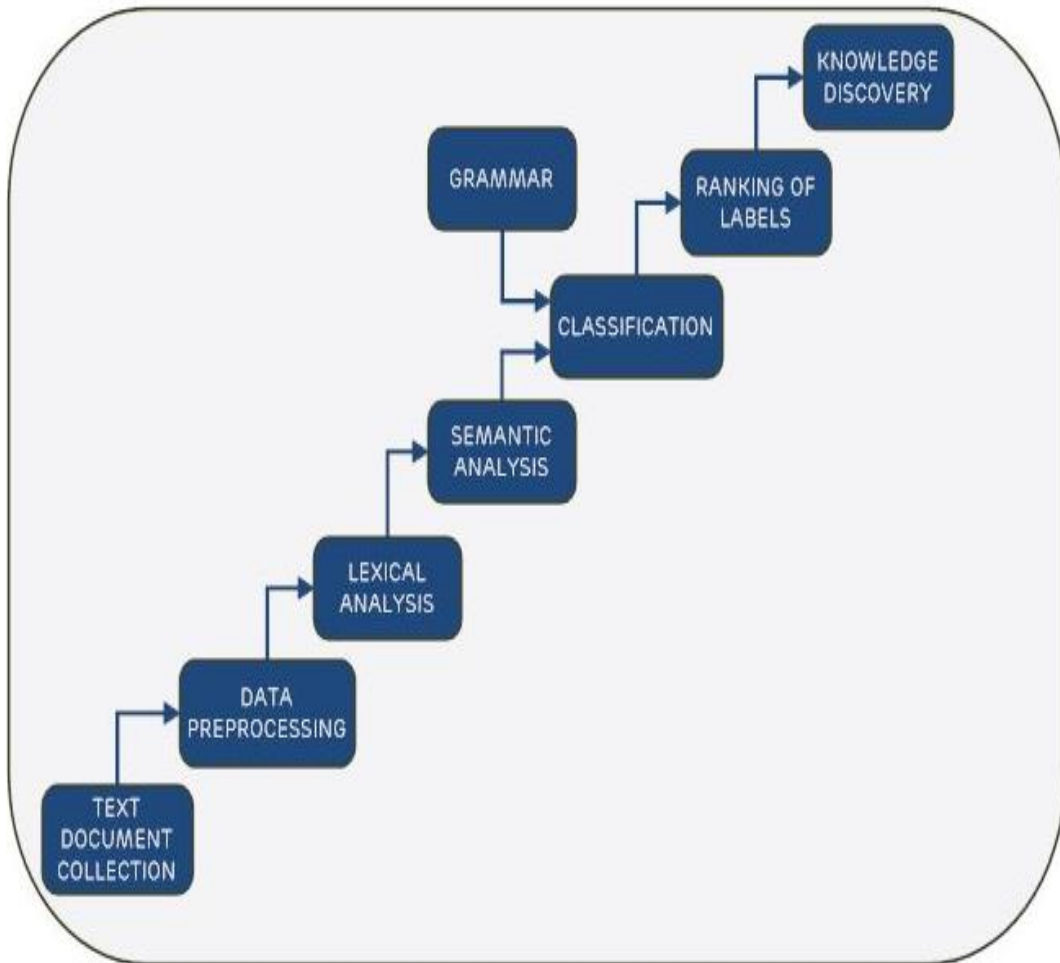 KNOWLEDGE
DISCOVERY
GRAMMAR
RANKING OF
LABELS
CLASSIFICATION
SEMANTIC
ANALYSIS
LEXICAL
ANALYSIS
DATA
PREPROCESSING
TEXT
DOCUMENT
COLLECTION